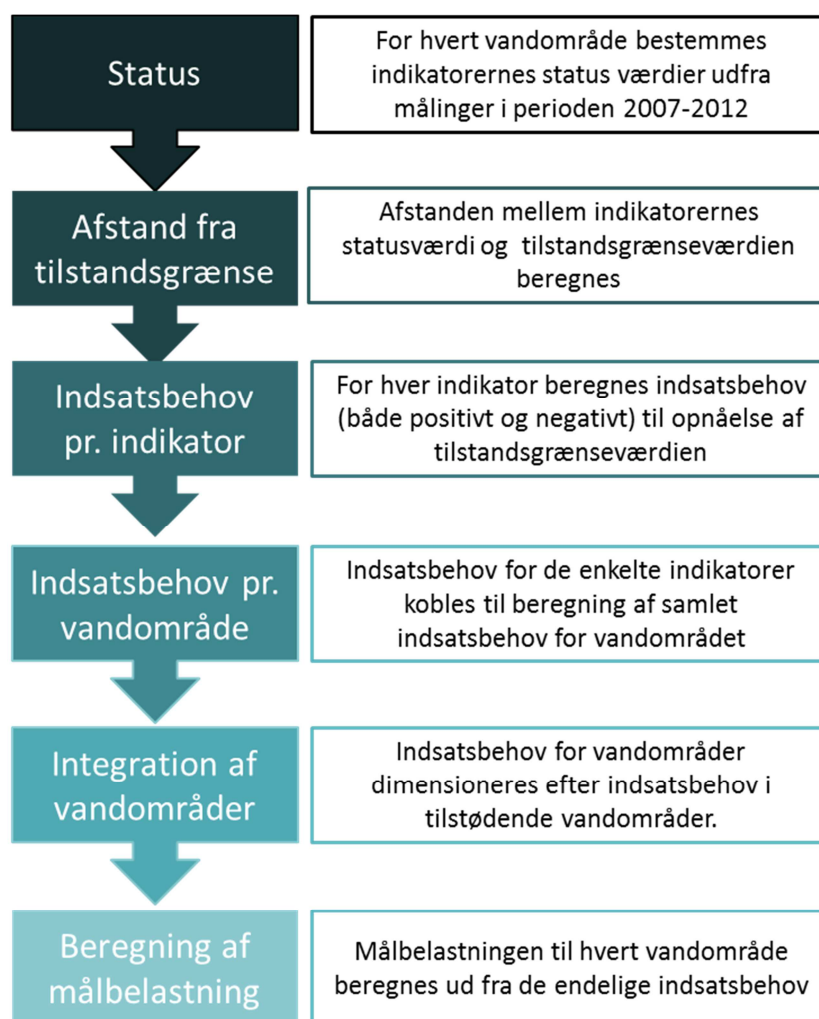 Status
For hvert vandområde bestemmes
indikatorernes status værdier udfra
målinger i perioden 2007-2012
Afstand fra
tilstandsgrænse
Afstanden mellem indikatorernes
statusværdi og tilstandsgrænseværdien
beregnes
Indsatsbehov
pr. indikator
For hver indikator beregnes indsatsbehov
(både positivt og negativt) til opnåelse af
tilstandsgrænseværdien
Indsatsbehov pr.
vandområde
Indsatsbehov for de enkelte indikatorer
kobles til beregning af samlet
indsatsbehov for vandområdet
Integration af
vandområder
Indsatsbehov for vandområder
dimensioneres efter indsatsbehov i
tilstødende vandområder.
Beregning af
målbelastning
Målbelastningen til hvert vandområde
beregnes ud fra de endelige indsatsbehov